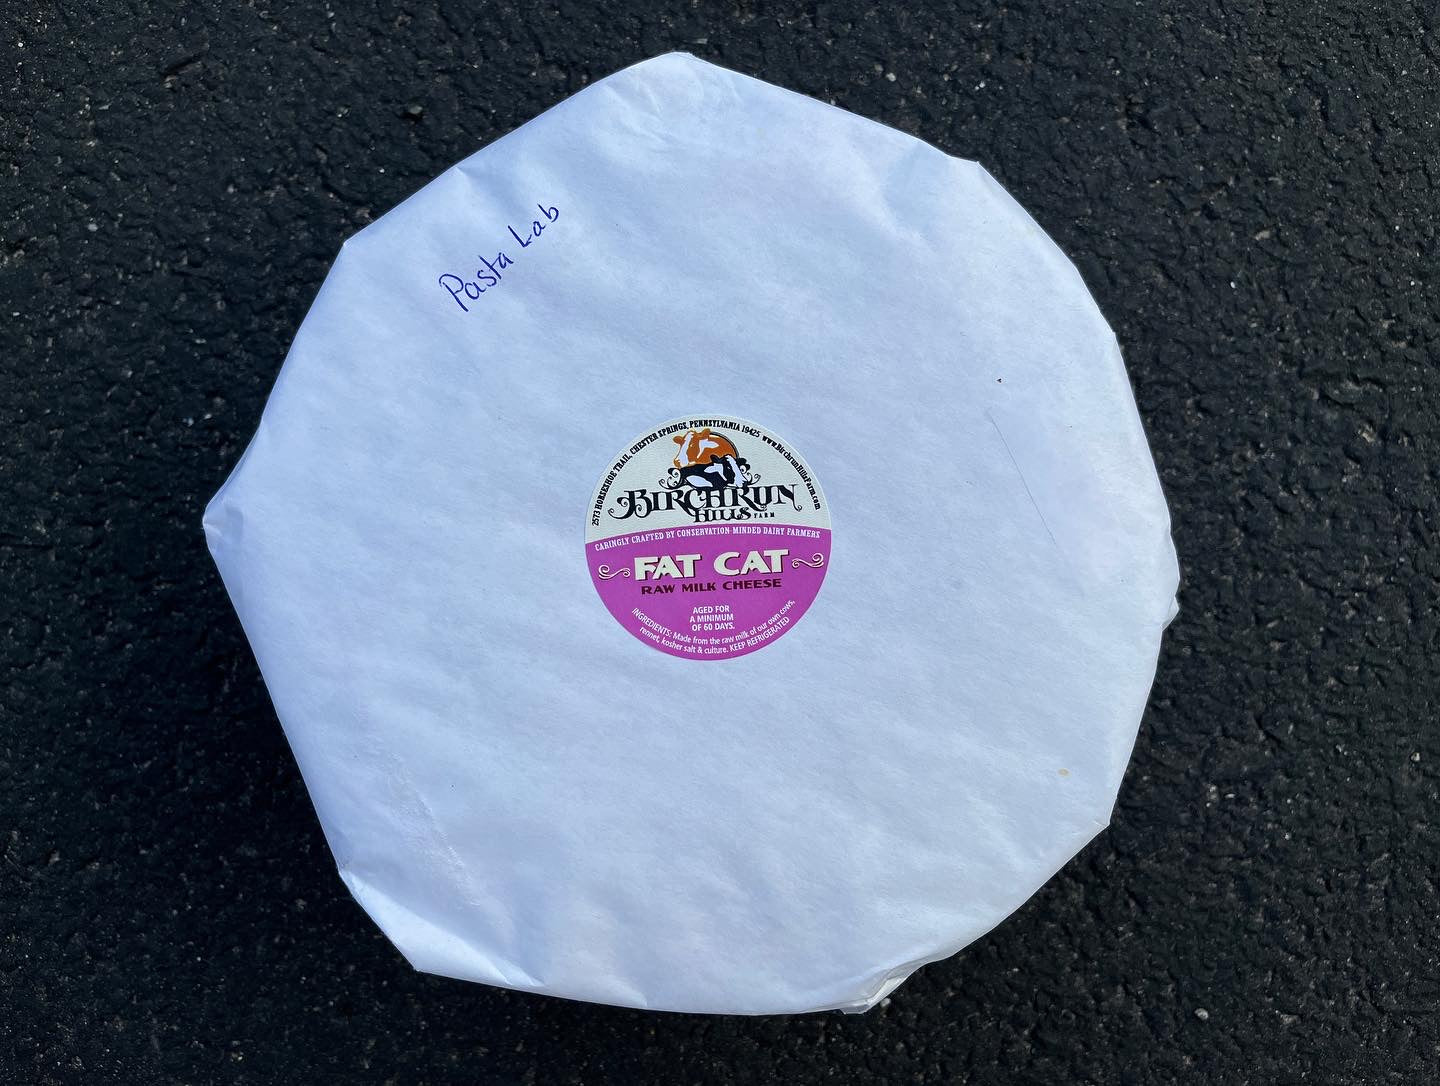 Pasta Lab
2573 HORSESHOE TRAIL, CHESTER SPRINGS, PENNSYLVANIA 19425 www.BirchrunHillsFarm.com
BIRCHRUN
HILLS FARM
CARINGLY CRAFTED BY CONSERVATION-MINDED DAIRY FARMERS
FAT CAT
RAW MILK CHEESE
AGED FOR
A MINIMUM
OF 60 DAYS.
INGREDIENTS: Made from the raw milk of our own cows,
rennet, kosher salt & culture. KEEP REFRIGERATED